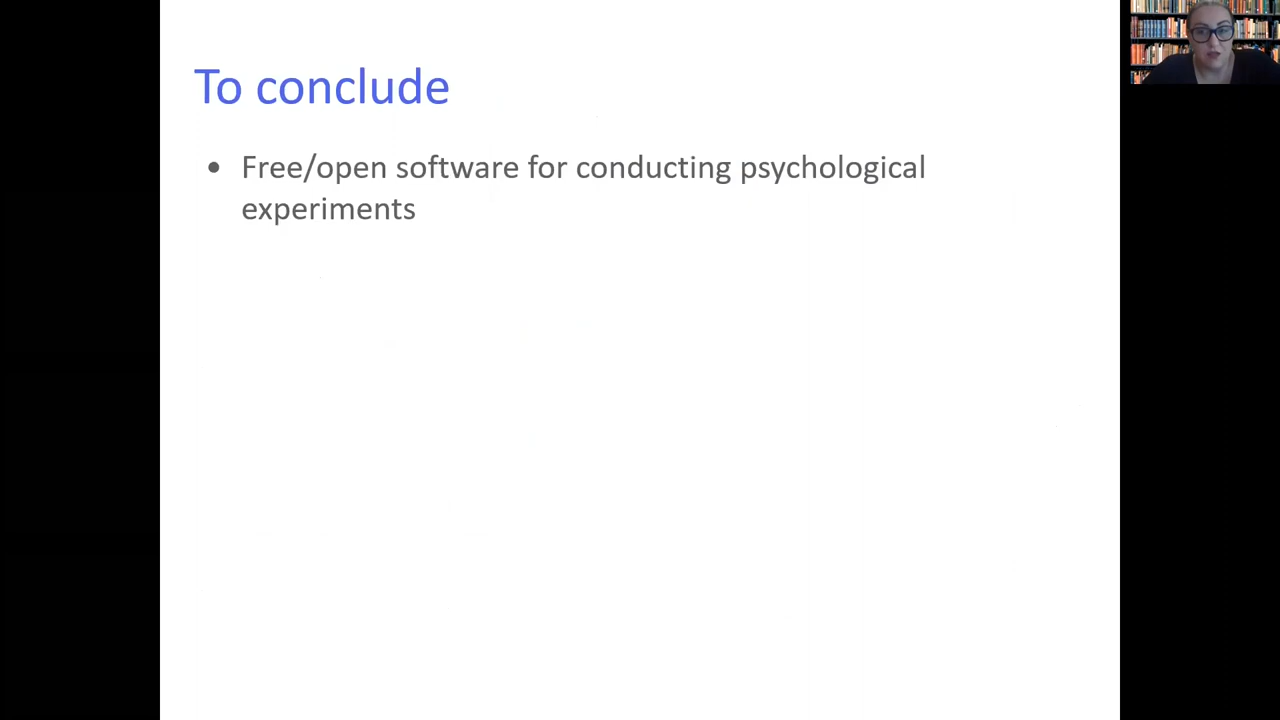 To conclude
• Free/open software for conducting psychological
experiments